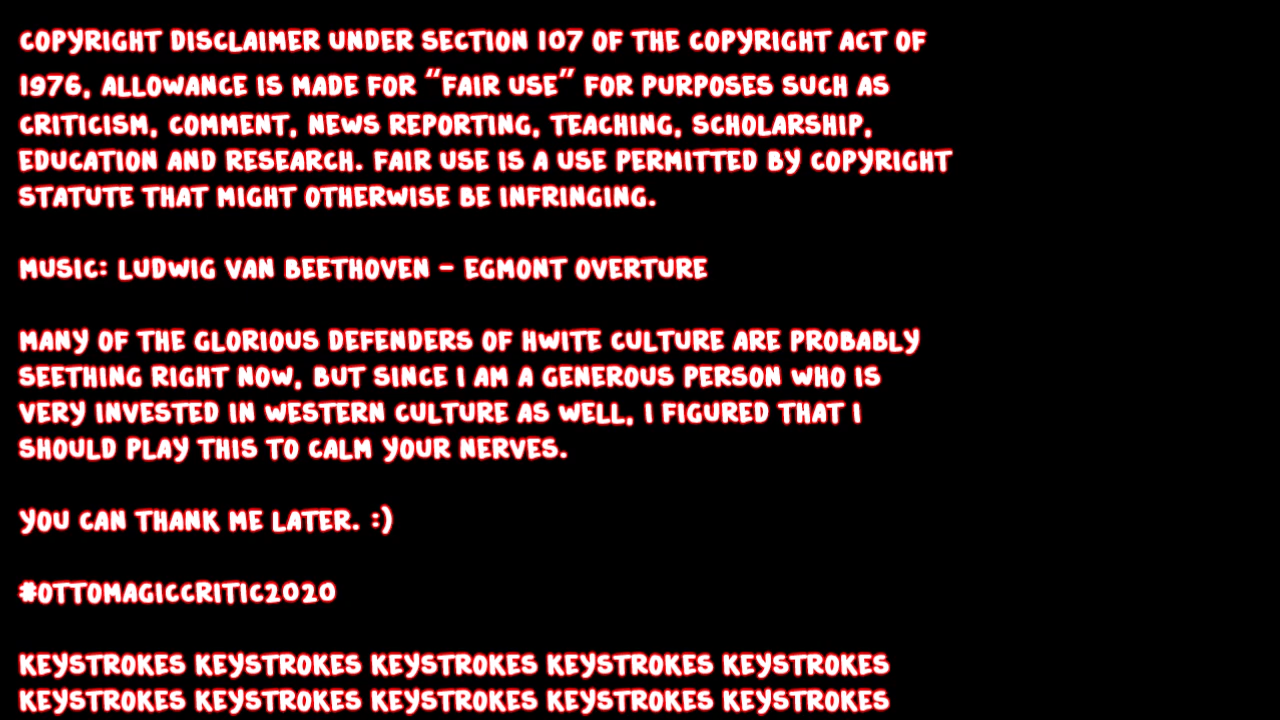 COPYRIGHT DISCLAIMER UNDER SECTION 107 OF THE COPYRIGHT ACT OF
1976, ALLOWANCE IS MADE FOR "FAIR USE" FOR PURPOSES SUCH AS
CRITICISM, COMMENT, NEWS REPORTING, TEACHING, SCHOLARSHIP,
EDUCATION AND RESEARCH. FAIR USE IS A USE PERMITTED BY COPYRIGHT
STATUTE THAT MIGHT OTHERWISE BE INFRINGING.
MUSIC: LUDWIG VAN BEETHOVEN - EGMONT OVERTURE
MANY OF THE GLORIOUS DEFENDERS OF HWITE CULTURE ARE PROBABLY
SEETHING RIGHT NOW, BUT SINCE I AM A GENEROUS PERSON WHO IS
VERY INVESTED IN WESTERN CULTURE AS WELL, I FIGURED THAT I
SHOULD PLAY THIS TO CALM YOUR NERVES.
YOU CAN THANK ME LATER. :)
#OTTOMAGICCRITIC2020
KEYSTROKES KEYSTROKES KEYSTROKES KEYSTROKES KEYSTROKES
KEYSTROKES KEYSTROKES KEYSTROKES KEYSTROKES KEYSTROKES